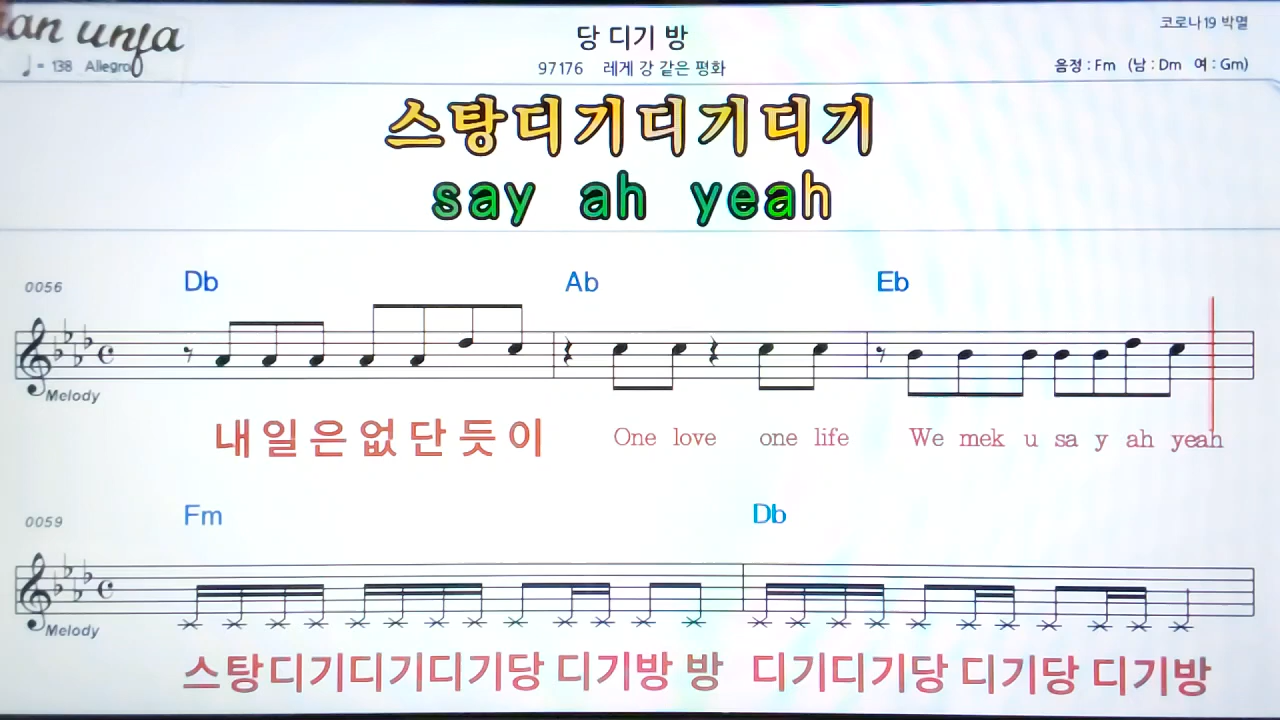 코로나19 박멸
당 디기 방
♩= 138 Allegro
97176 레게 강 같은 평화
음정 : Fm (남 : Dm 여 : Gm)
스탕디기디기디기
say ah yeah
0056 Db Ab Eb
Melody
내일은없단듯이 One love one life We mek u sa y ah yeah
0059 Fm Db
Melody
스탕디기디기디기당 디기방 방 디기디기당 디기당 디기방